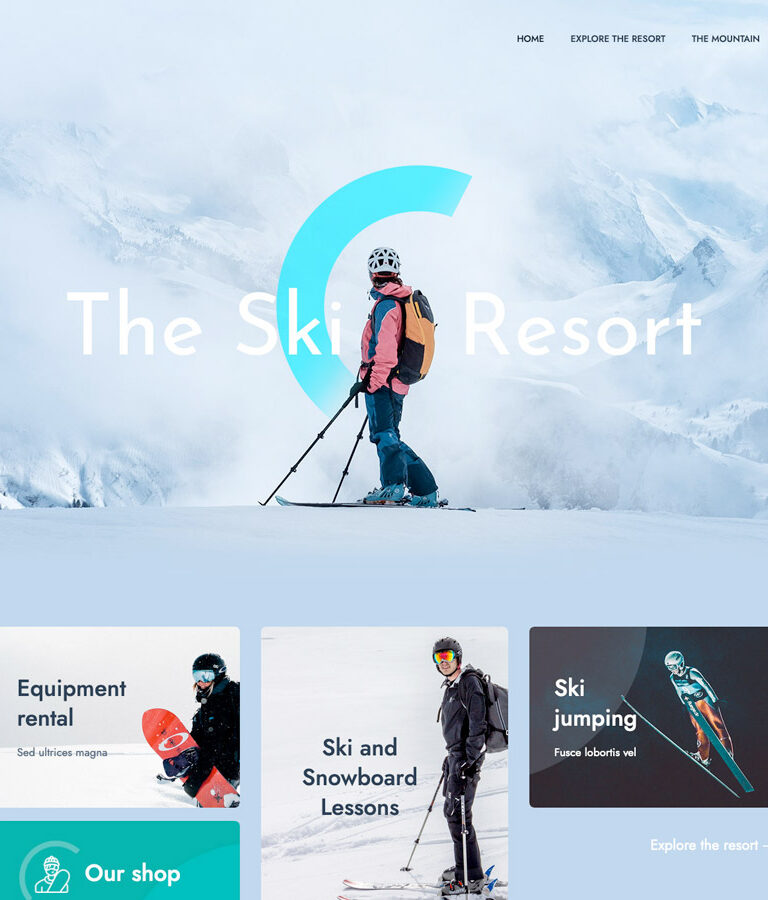 HOME EXPLORE THE RESORT THE MOUNTAIN
The Ski Resort
Equipment
rental
Sed ultrices magna
Ski and
Snowboard
Lessons
Ski
jumping
Fusce lobortis vel
Our shop
Explore the resort –